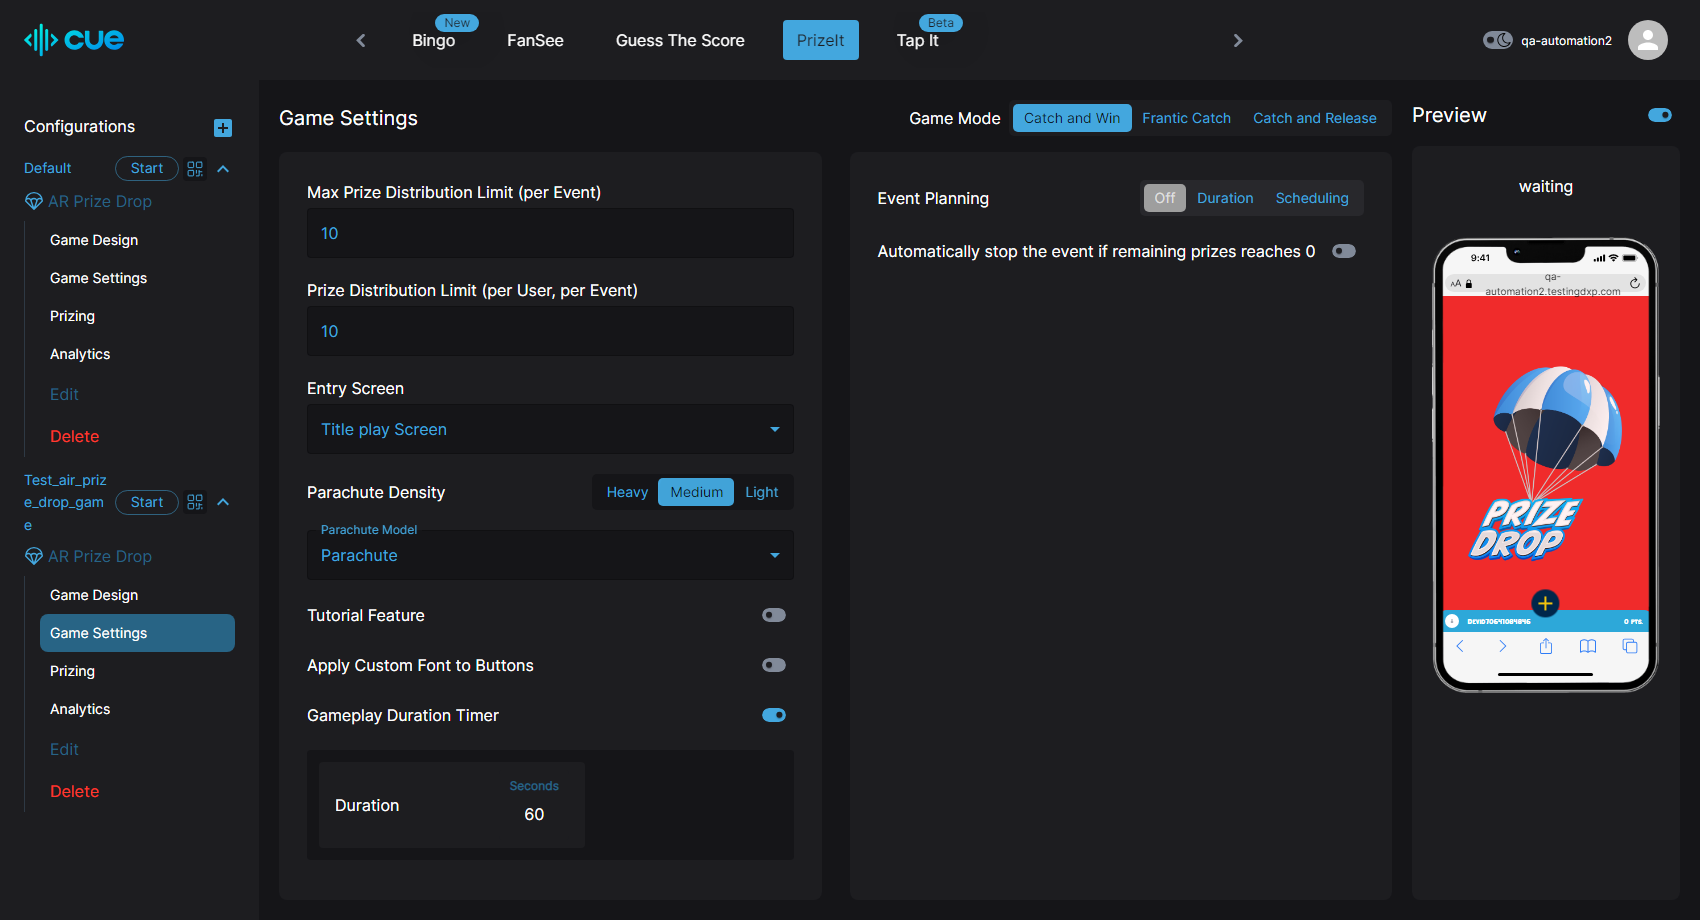 cue
New
Bingo
FanSee
Guess The Score
PrizeIt
Beta
Tap It
qa-automation2
Configurations
Default
Start
AR Prize Drop
Game Design
Game Settings
Prizing
Analytics
Edit
Delete
Test_air_priz
e_drop_gam
e
Start
AR Prize Drop
Game Design
Game Settings
Prizing
Analytics
Edit
Delete
Game Settings
Game Mode
Catch and Win
Frantic Catch
Catch and Release
Max Prize Distribution Limit (per Event)
10
Prize Distribution Limit (per User, per Event)
10
Entry Screen
Title play Screen
Parachute Density
Heavy
Medium
Light
Parachute Model
Parachute
Tutorial Feature
Apply Custom Font to Buttons
Gameplay Duration Timer
Duration
Seconds
60
Event Planning
Off
Duration
Scheduling
Automatically stop the event if remaining prizes reaches 0
Preview
waiting
9:41
AA
qa-
automation2.testingdxp.com
PRIZE
DROP
0 PTS.